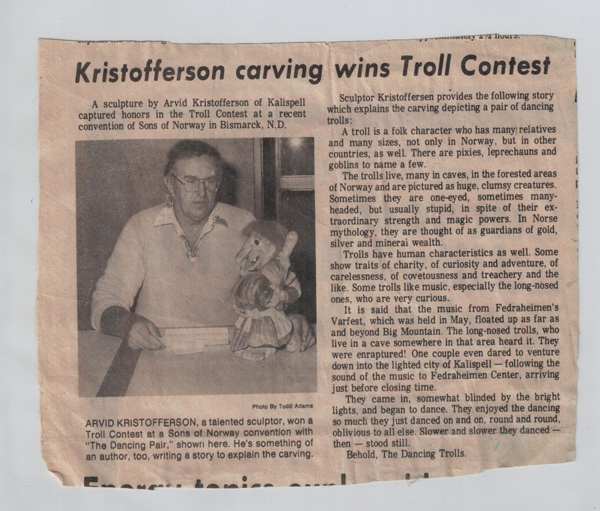 Kristofferson carving wins Troll Contest
A sculpture by Arvid Kristofferson of Kalispell
captured honors in the Troll Contest at a recent
convention of Sons of Norway in Bismarck, N.D.
Photo By Todd Adams
ARVID KRISTOFFERSON, a talented sculptor, won a
Troll Contest at a Sons of Norway convention with
"The Dancing Pair," shown here. He's something of
an author, too, writing a story to explain the carving.
Sculptor Kristoffersen provides the following story
which explains the carving depicting a pair of dancing
trolls:
A troll is a folk character who has many relatives
and many sizes, not only in Norway, but in other
countries, as well. There are pixies, leprechauns and
goblins to name a few.
The trolls live, many in caves, in the forested areas
of Norway and are pictured as huge, clumsy creatures.
Sometimes they are one-eyed, sometimes many-
headed, but usually stupid, in spite of their ex-
traordinary strength and magic powers. In Norse
mythology, they are thought of as guardians of gold,
silver and mineral wealth.
Trolls have human characteristics as well. Some
show traits of charity, of curiosity and adventure, of
carelessness, of covetousness and treachery and the
like. Some trolls like music, especially the long-nosed
ones, who are very curious.
It is said that the music from Fedraheimen's
Varfest, which was held in May, floated up as far as
and beyond Big Mountain. The long-nosed trolls, who
live in a cave somewhere in that area heard it. They
were enraptured! One couple even dared to venture
down into the lighted city of Kalispell — following the
sound of the music to Fedraheimen Center, arriving
just before closing time.
They came in, somewhat blinded by the bright
lights, and began to dance. They enjoyed the dancing
so much they just danced on and on, round and round,
oblivious to all else. Slower and slower they danced —
then — stood still.
Behold, The Dancing Trolls.